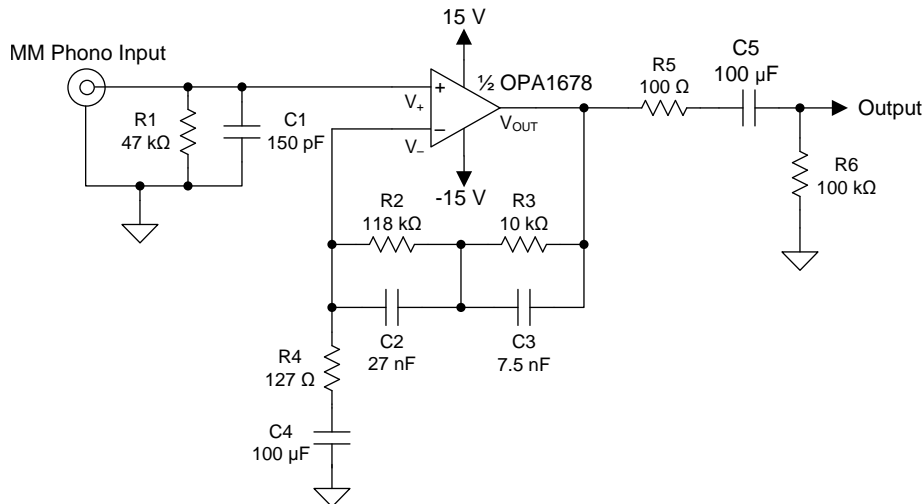 15 V
MM Phono Input
½ OPA1678
C5
100 µF
R5
100 Ω
+
V+
R1
47 kΩ
C1
150 pF
VOUT
Output
–
V–
-15 V
R6
100 kΩ
R2
118 kΩ
R3
10 kΩ
C2
27 nF
C3
7.5 nF
R4
127 Ω
C4
100 µF